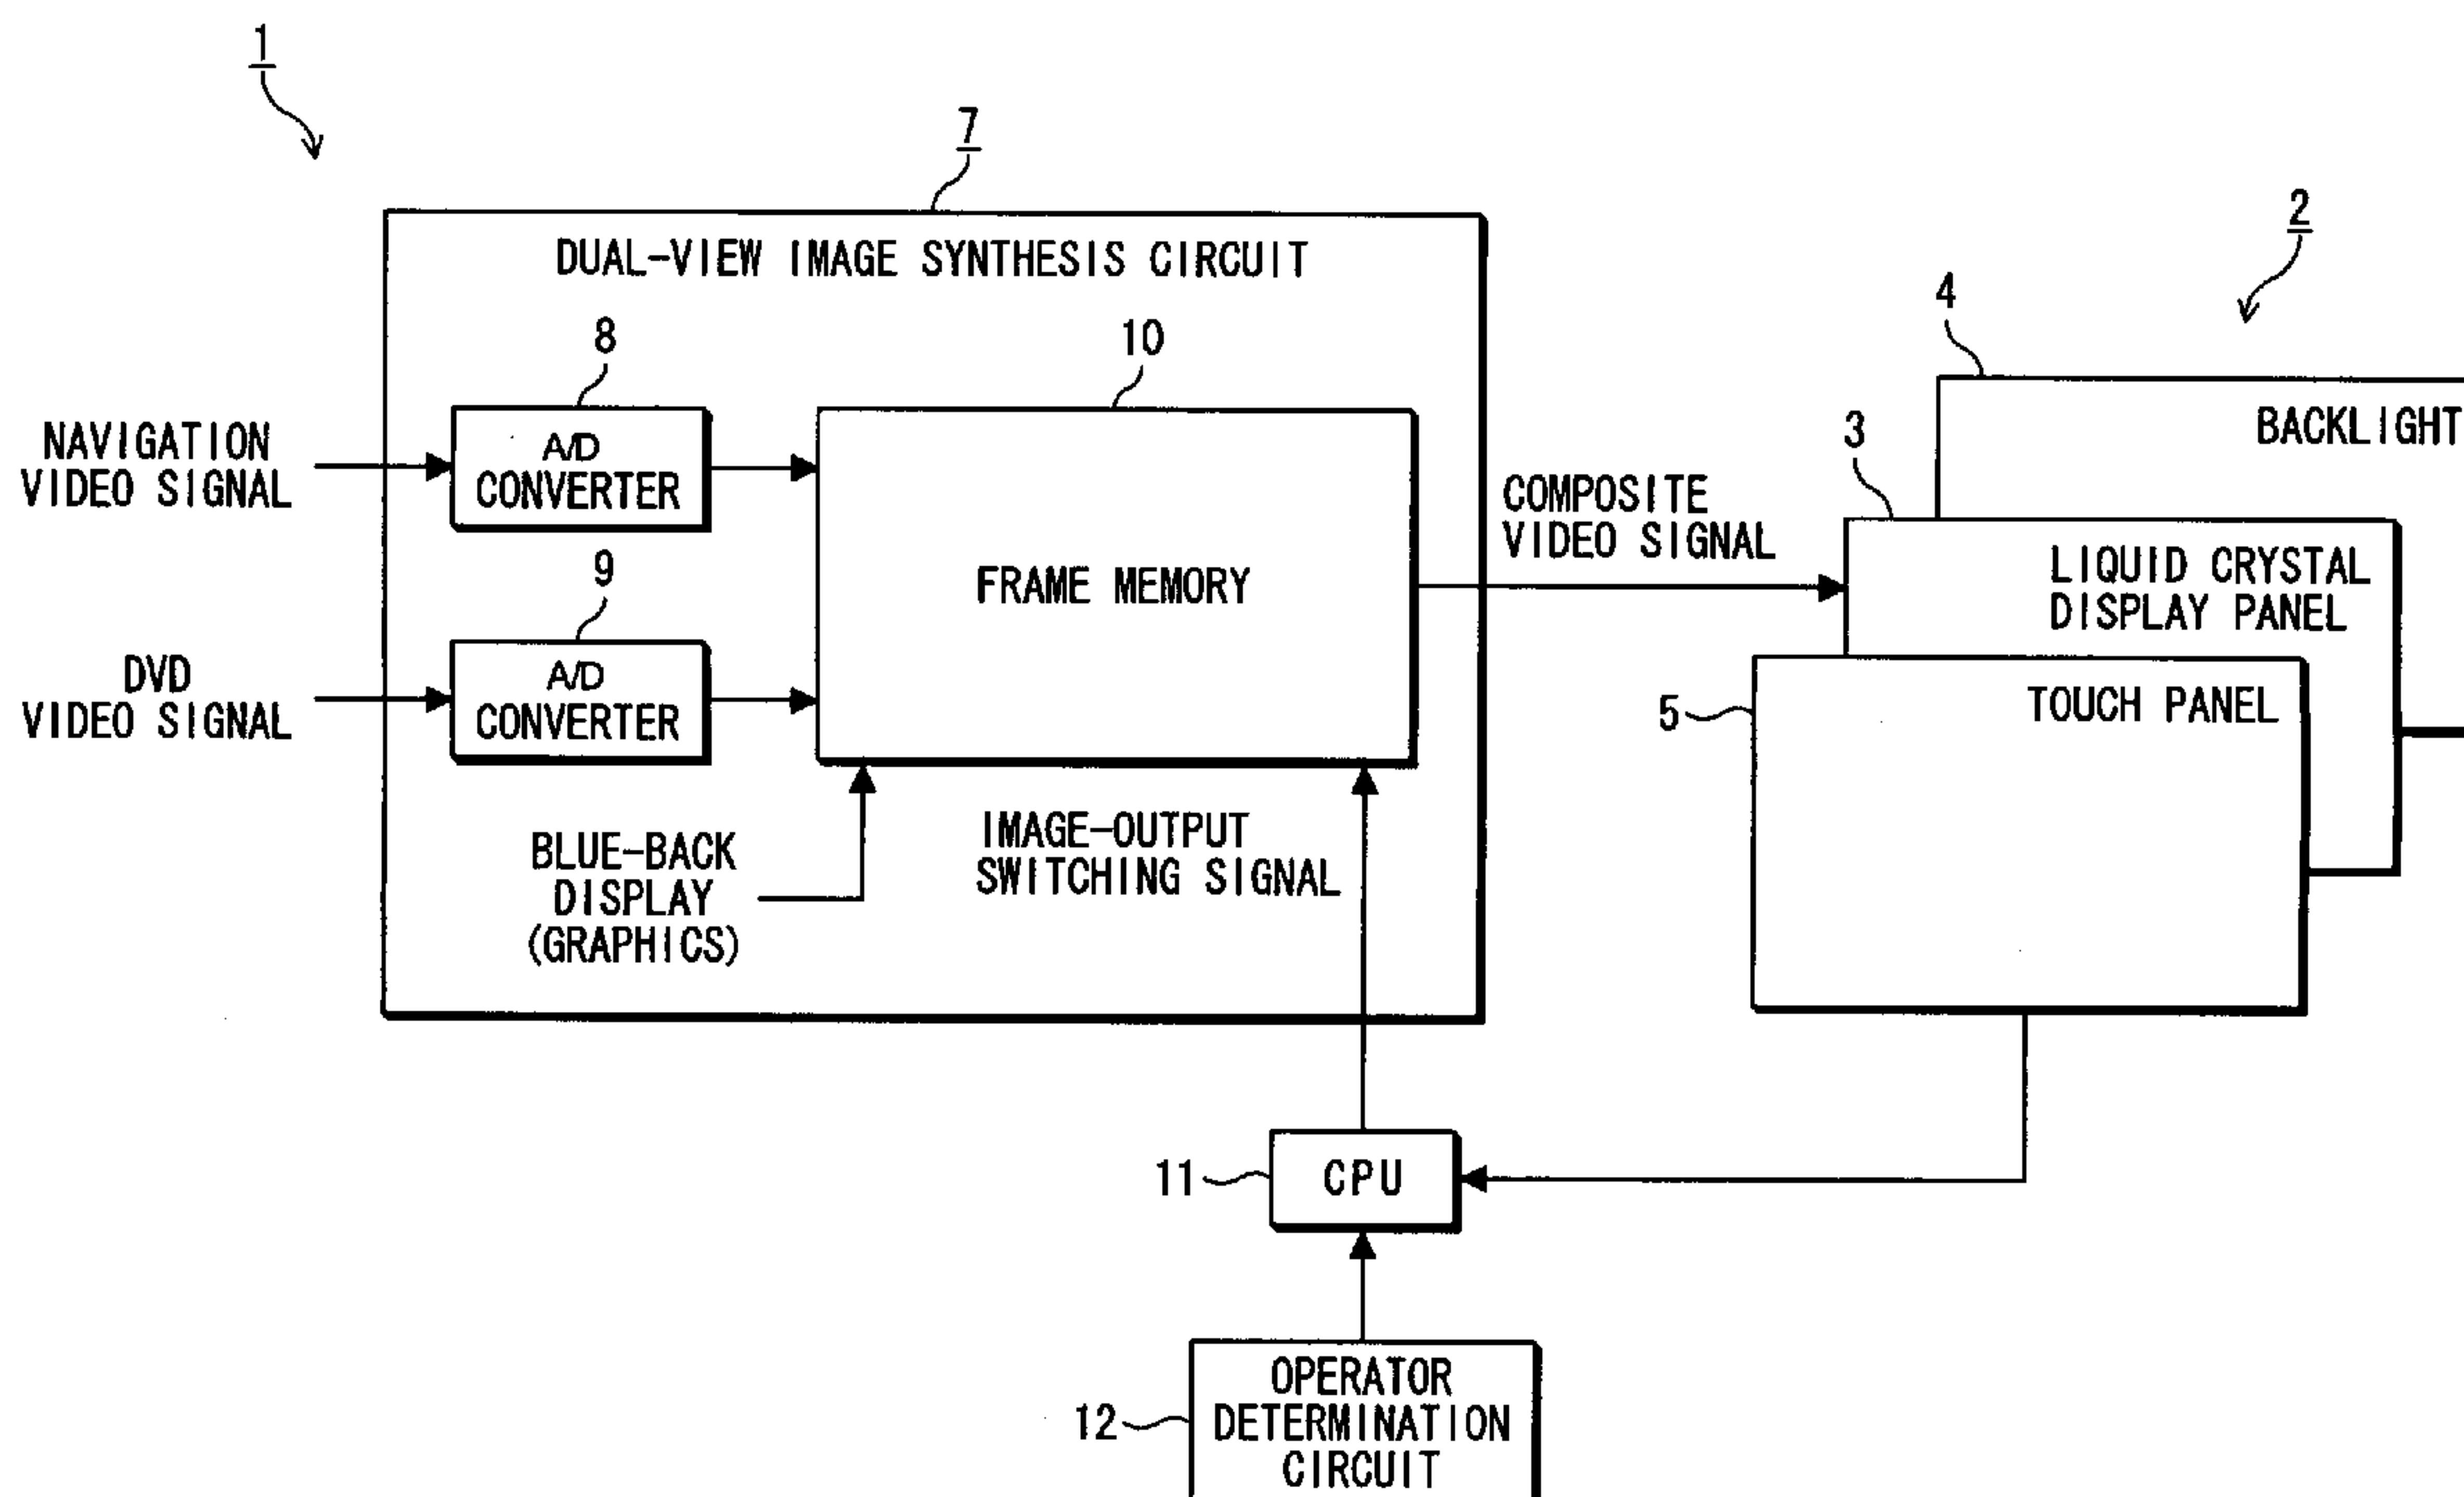 1
7
DUAL-VIEW IMAGE SYNTHESIS CIRCUIT
2
4
8
10
BACKLIGHT
NAVIGATION
VIDEO SIGNAL
A/D
CONVERTER
3
COMPOSITE
VIDEO SIGNAL
LIQUID CRYSTAL
DISPLAY PANEL
9
FRAME MEMORY
DVD
VIDEO SIGNAL
A/D
CONVERTER
5
TOUCH PANEL
BLUE-BACK
DISPLAY
(GRAPHICS)
IMAGE-OUTPUT
SWITCHING SIGNAL
11
CPU
12
OPERATOR
DETERMINATION
CIRCUIT